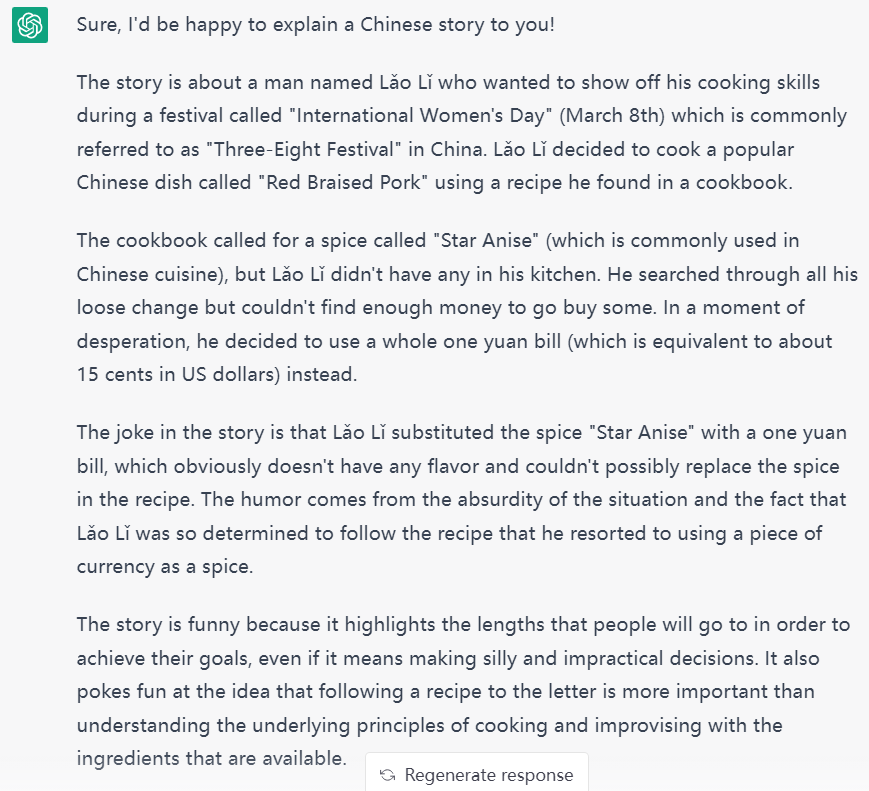 Sure, I'd be happy to explain a Chinese story to you!
The story is about a man named Lǎo Lǐ who wanted to show off his cooking skills
during a festival called "International Women's Day" (March 8th) which is commonly
referred to as "Three-Eight Festival" in China. Lǎo Lǐ decided to cook a popular
Chinese dish called "Red Braised Pork" using a recipe he found in a cookbook.
The cookbook called for a spice called "Star Anise" (which is commonly used in
Chinese cuisine), but Lǎo Lǐ didn't have any in his kitchen. He searched through all his
loose change but couldn't find enough money to go buy some. In a moment of
desperation, he decided to use a whole one yuan bill (which is equivalent to about
15 cents in US dollars) instead.
The joke in the story is that Lǎo Lǐ substituted the spice "Star Anise" with a one yuan
bill, which obviously doesn't have any flavor and couldn't possibly replace the spice
in the recipe. The humor comes from the absurdity of the situation and the fact that
Lǎo Lǐ was so determined to follow the recipe that he resorted to using a piece of
currency as a spice.
The story is funny because it highlights the lengths that people will go to in order to
achieve their goals, even if it means making silly and impractical decisions. It also
pokes fun at the idea that following a recipe to the letter is more important than
understanding the underlying principles of cooking and improvising with the
ingredients that are available.
Regenerate response